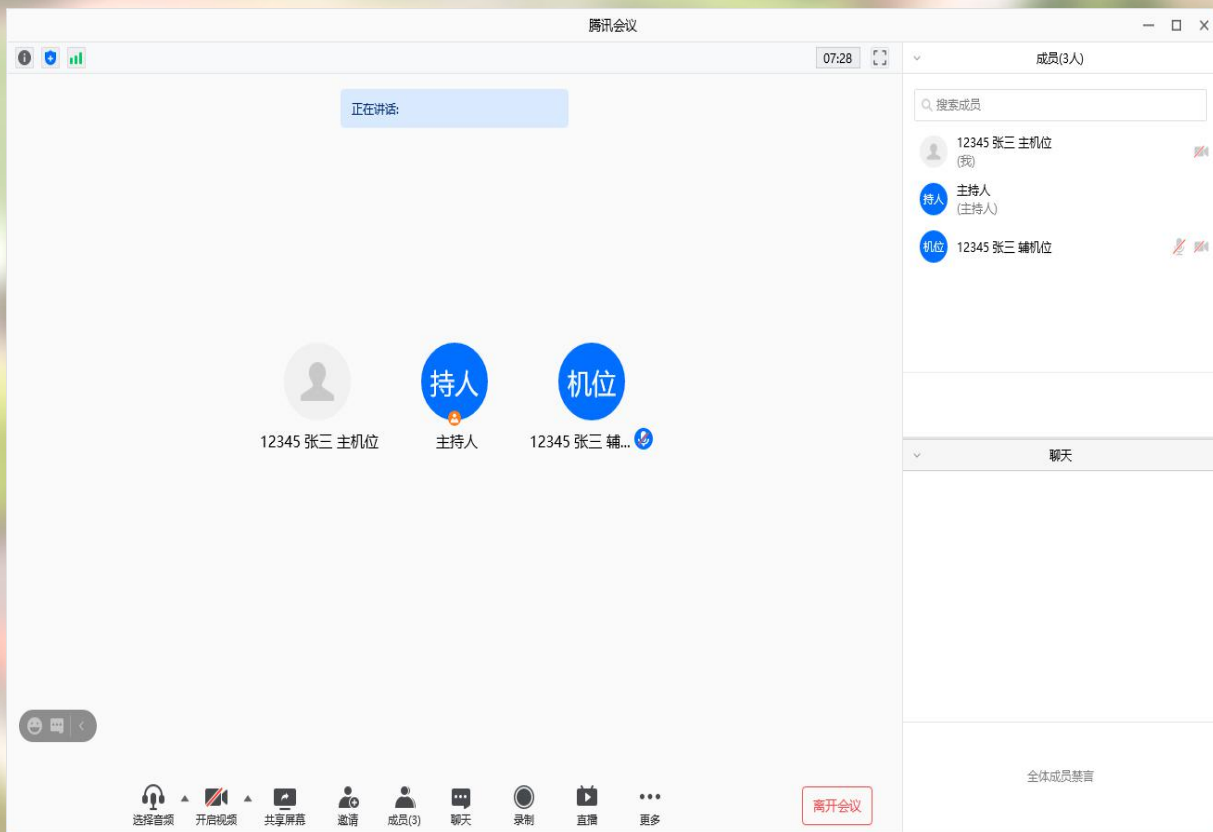 腾讯会议
07:28
成员(3人)
正在讲话:
搜索成员
12345 张三 主机位
(我)
持人
主持人
(主持人)
机位
12345 张三 辅机位
持人
机位
12345 张三 主机位
主持人
12345 张三 辅...
聊天
全体成员禁言
选择音频
开启视频
共享屏幕
邀请
成员(3)
聊天
录制
直播
更多
离开会议